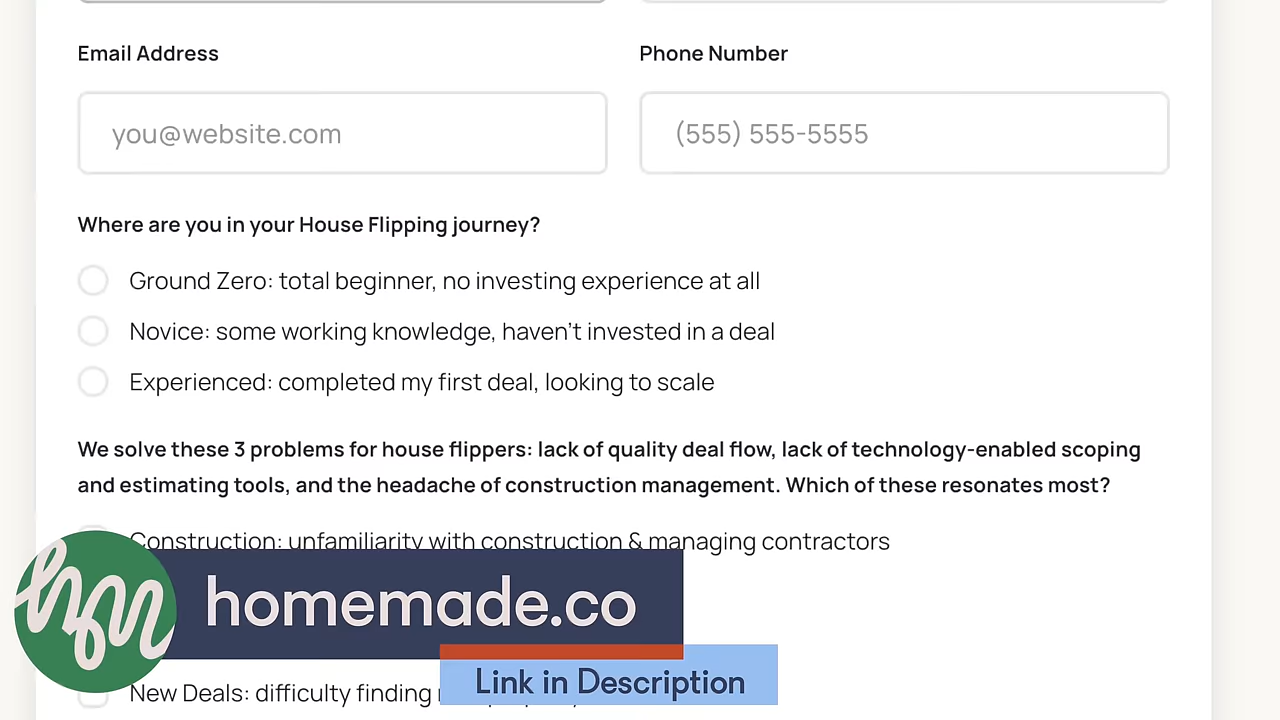 Email Address
Phone Number
you@website.com
(555) 555-5555
Where are you in your House Flipping journey?
Ground Zero: total beginner, no investing experience at all
Novice: some working knowledge, haven't invested in a deal
Experienced: completed my first deal, looking to scale
We solve these 3 problems for house flippers: lack of quality deal flow, lack of technology-enabled scoping
and estimating tools, and the headache of construction management. Which of these resonates most?
Construction: unfamiliarity with construction & managing contractors
hm
homemade.co
Link in Description
New Deals: difficulty finding